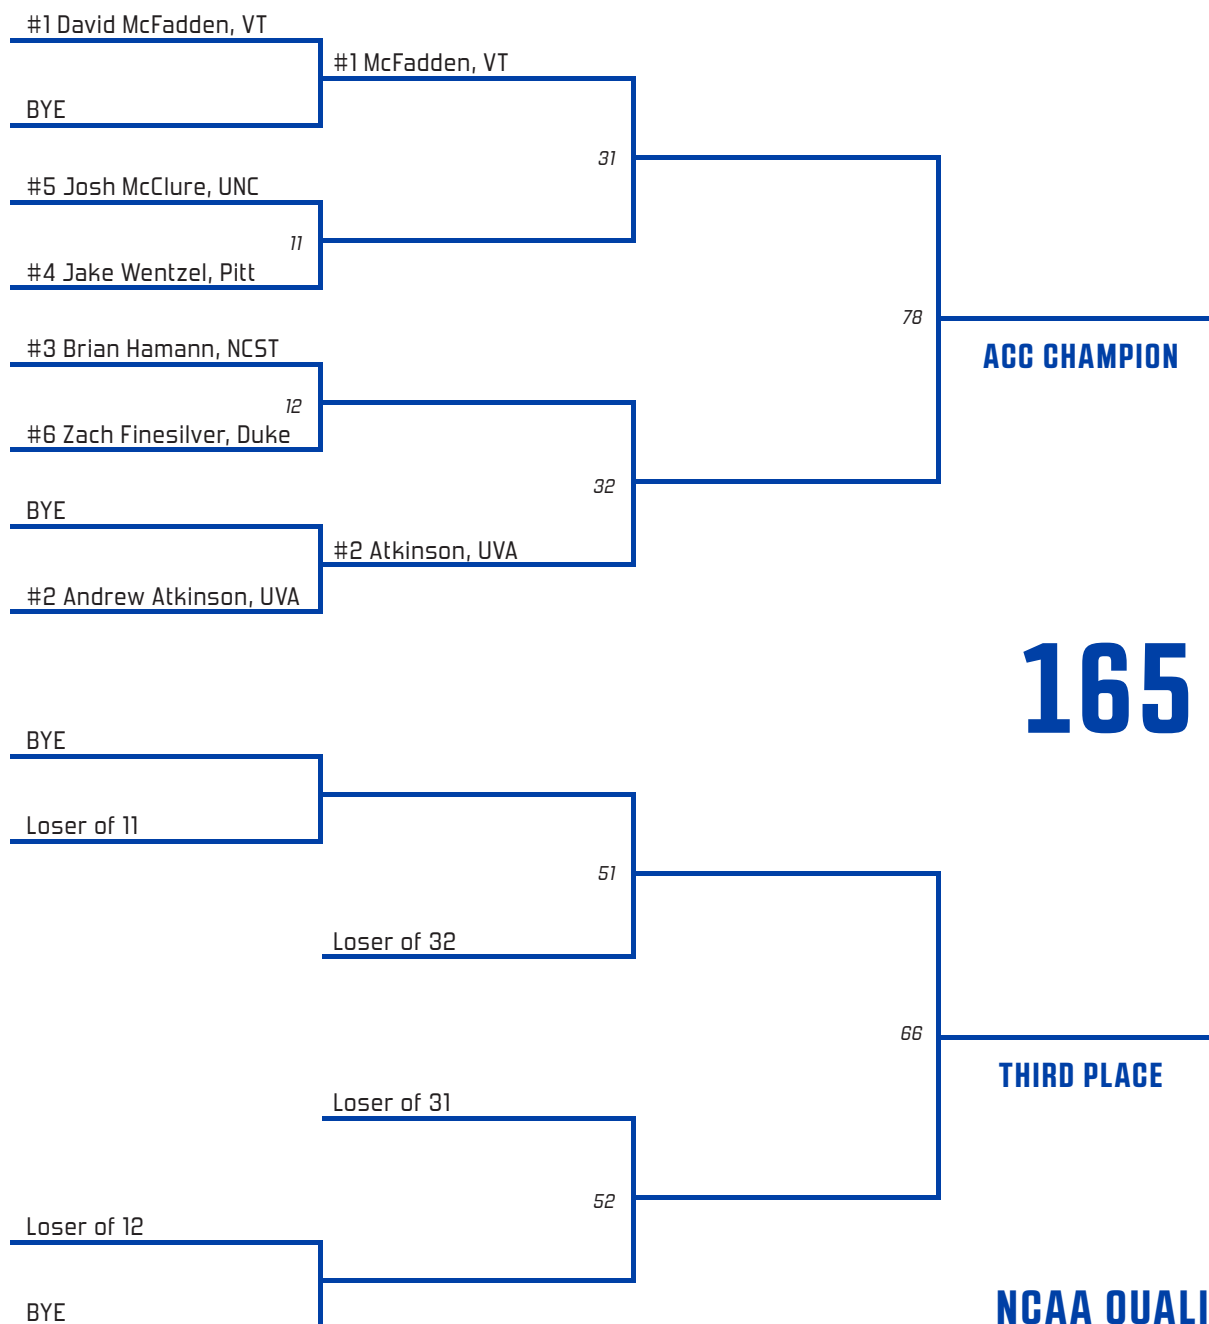 #1 David McFadden, VT
#1 McFadden, VT
BYE
31
#5 Josh McClure, UNC
11
#4 Jake Wentzel, Pitt
78
#3 Brian Hamann, NCST
ACC CHAMPION
12
#6 Zach Finesilver, Duke
32
BYE
#2 Atkinson, UVA
#2 Andrew Atkinson, UVA
165
BYE
Loser of 11
51
Loser of 32
66
THIRD PLACE
Loser of 31
52
Loser of 12
BYE
NCAA QUALI